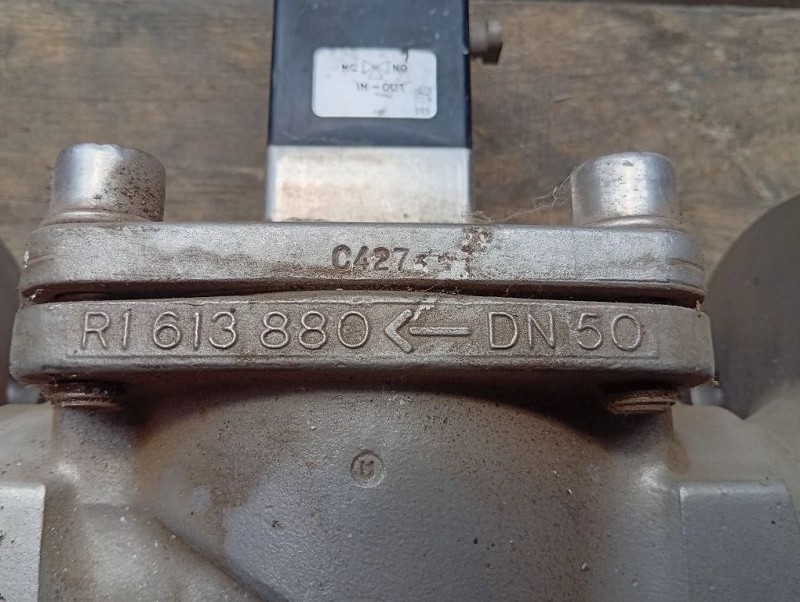 NC NO
IN - OUT
C427
R1 613 880 <— DN 50